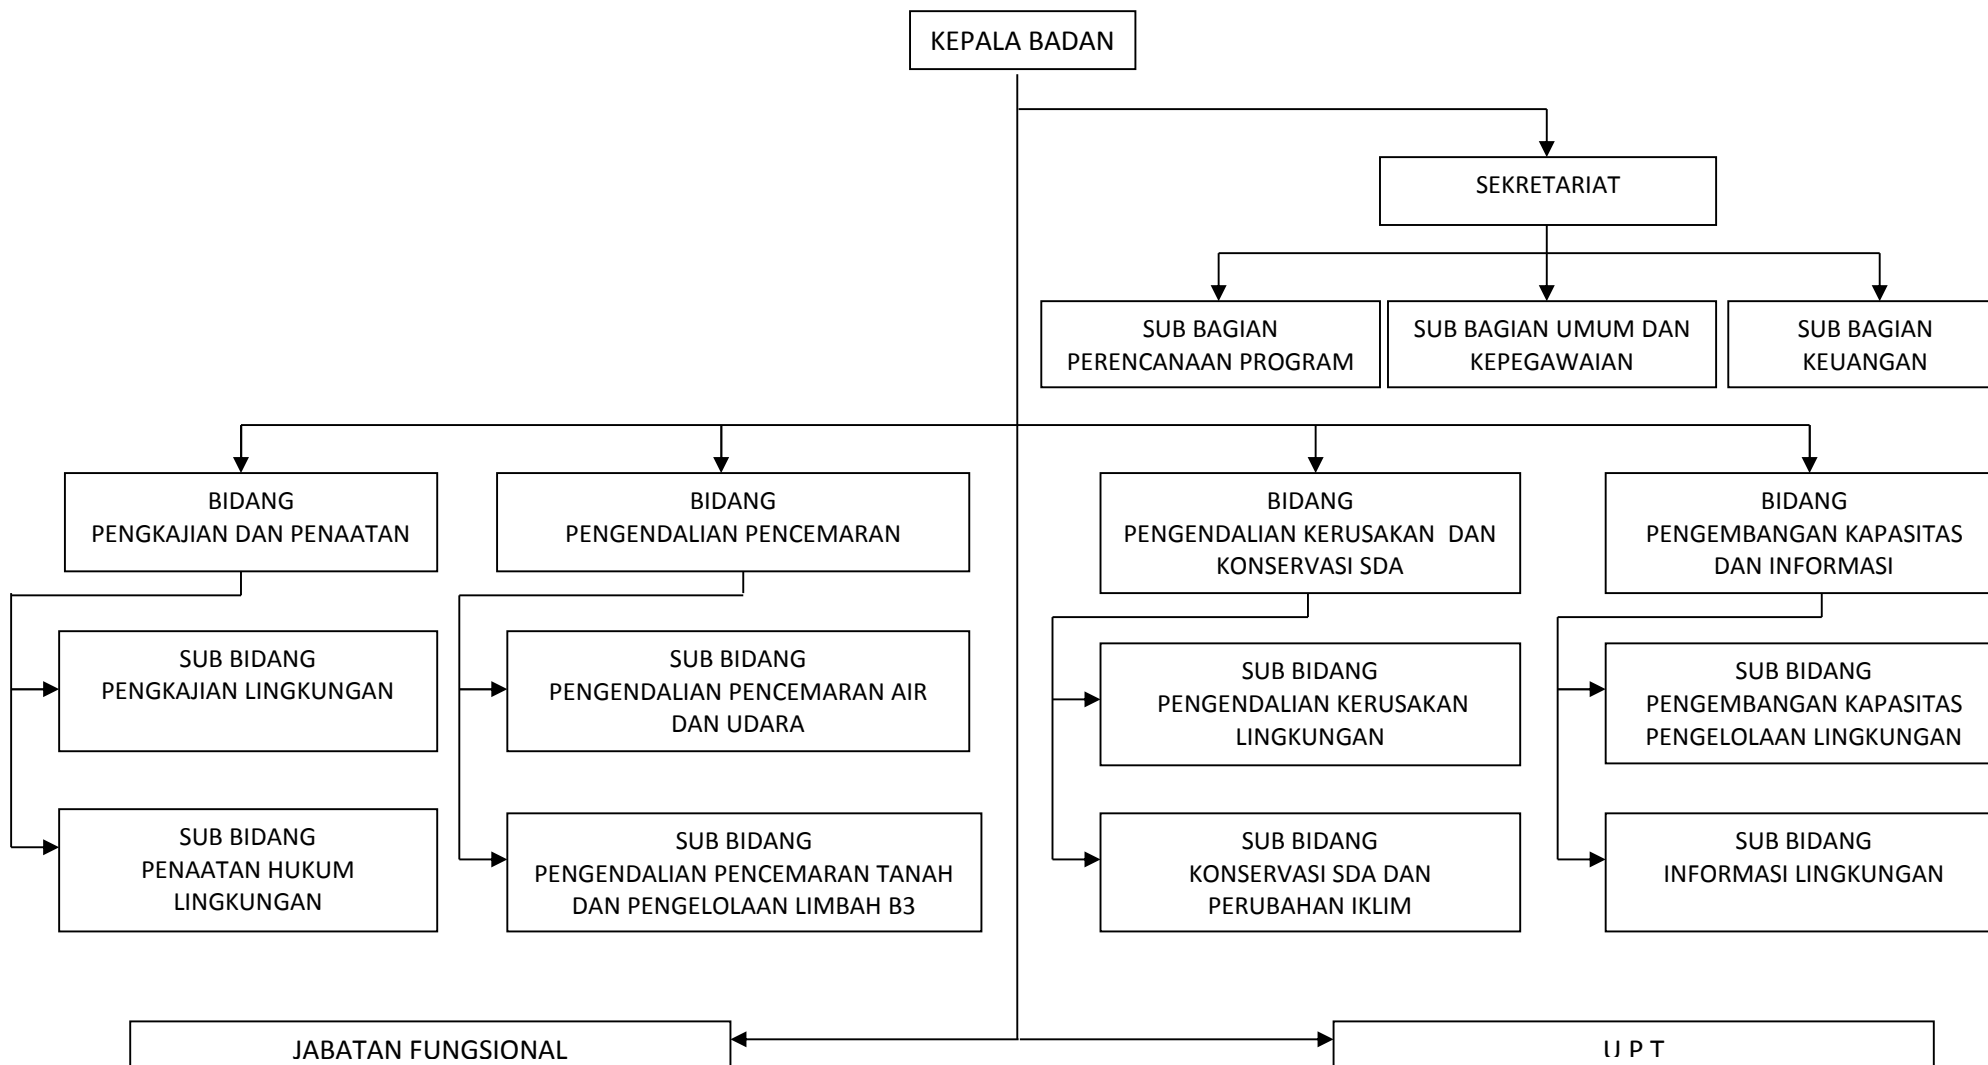 KEPALA BADAN
SEKRETARIAT
SUB BAGIAN
PERENCANAAN PROGRAM
SUB BAGIAN UMUM DAN
KEPEGAWAIAN
SUB BAGIAN
KEUANGAN
BIDANG
PENGKAJIAN DAN PENAATAN
BIDANG
PENGENDALIAN PENCEMARAN
BIDANG
PENGENDALIAN KERUSAKAN DAN
KONSERVASI SDA
BIDANG
PENGEMBANGAN KAPASITAS
DAN INFORMASI
SUB BIDANG
PENGKAJIAN LINGKUNGAN
SUB BIDANG
PENGENDALIAN PENCEMARAN AIR
DAN UDARA
SUB BIDANG
PENGENDALIAN KERUSAKAN
LINGKUNGAN
SUB BIDANG
PENGEMBANGAN KAPASITAS
PENGELOLAAN LINGKUNGAN
SUB BIDANG
PENAATAN HUKUM
LINGKUNGAN
SUB BIDANG
PENGENDALIAN PENCEMARAN TANAH
DAN PENGELOLAAN LIMBAH B3
SUB BIDANG
KONSERVASI SDA DAN
PERUBAHAN IKLIM
SUB BIDANG
INFORMASI LINGKUNGAN
JABATAN FUNGSIONAL
U P T